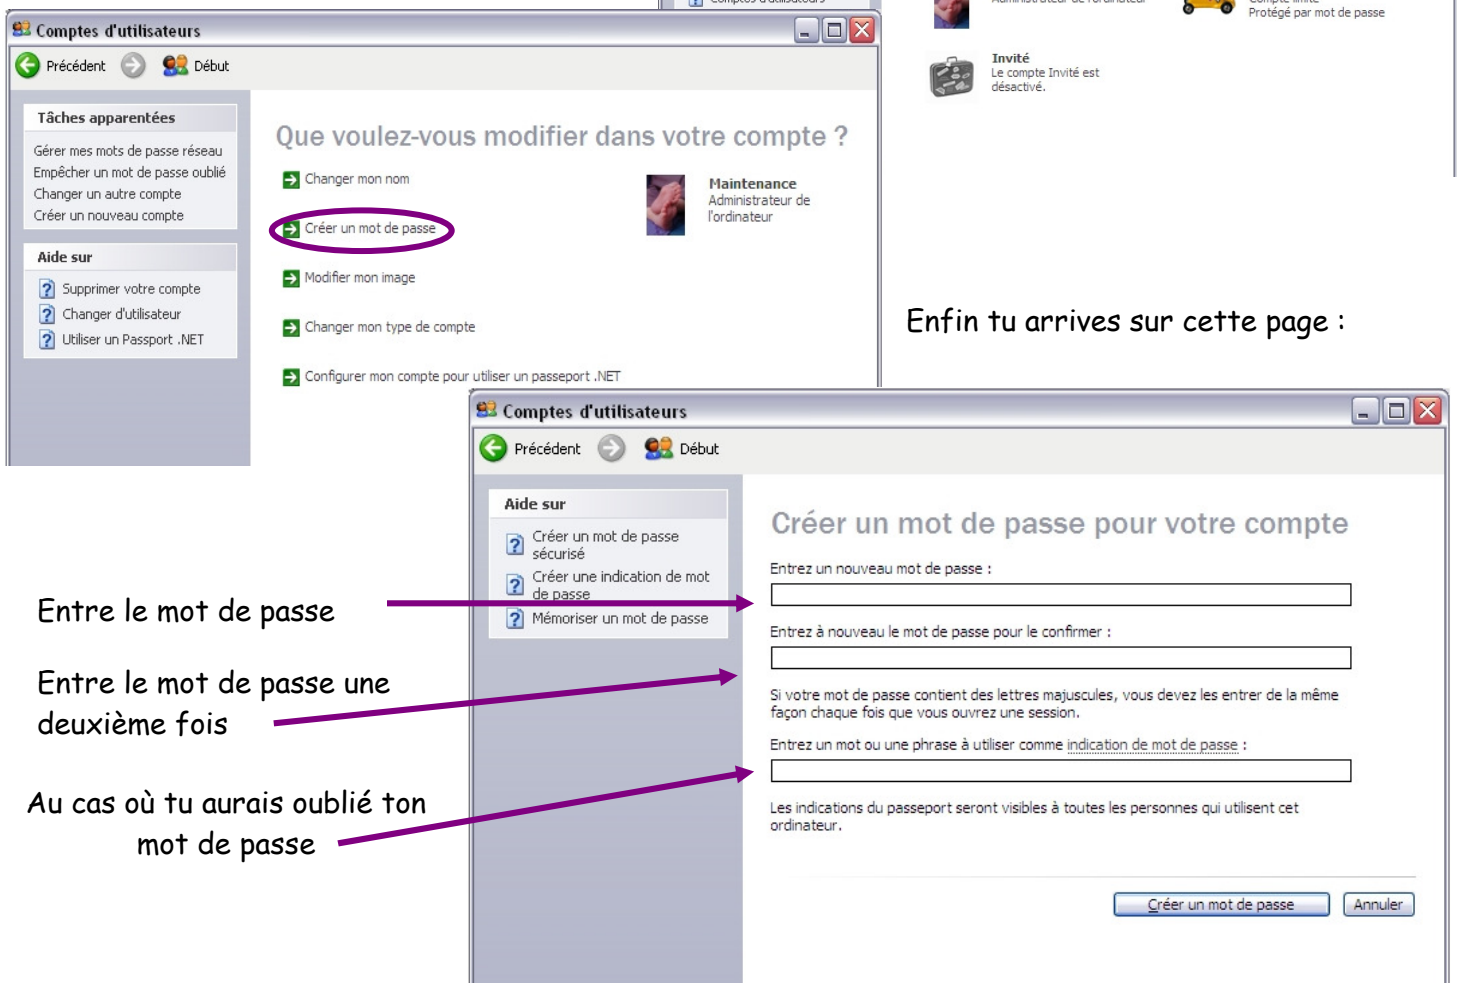 Comptes d'utilisateurs
Administrateur de l'ordinateur
Compte limité
Protégé par mot de passe
Invité
Le compte Invité est
désactivé.
Comptes d'utilisateurs
Précédent
Début
Tâches apparentées
Gérer mes mots de passe réseau
Empêcher un mot de passe oublié
Changer un autre compte
Créer un nouveau compte
Aide sur
Supprimer votre compte
Changer d'utilisateur
Utiliser un Passport .NET
Que voulez-vous modifier dans votre compte ?
Changer mon nom
Créer un mot de passe
Modifier mon image
Changer mon type de compte
Configurer mon compte pour utiliser un passeport .NET
Maintenance
Administrateur de
l'ordinateur
Enfin tu arrives sur cette page :
Comptes d'utilisateurs
Précédent
Début
Aide sur
Créer un mot de passe
sécurisé
Créer une indication de mot
de passe
Mémoriser un mot de passe
Créer un mot de passe pour votre compte
Entrez un nouveau mot de passe :
Entrez à nouveau le mot de passe pour le confirmer :
Si votre mot de passe contient des lettres majuscules, vous devez les entrer de la même
façon chaque fois que vous ouvrez une session.
Entrez un mot ou une phrase à utiliser comme indication de mot de passe :
Les indications du passeport seront visibles à toutes les personnes qui utilisent cet
ordinateur.
Créer un mot de passe
Annuler
Entre le mot de passe
Entre le mot de passe une
deuxième fois
Au cas où tu aurais oublié ton
mot de passe